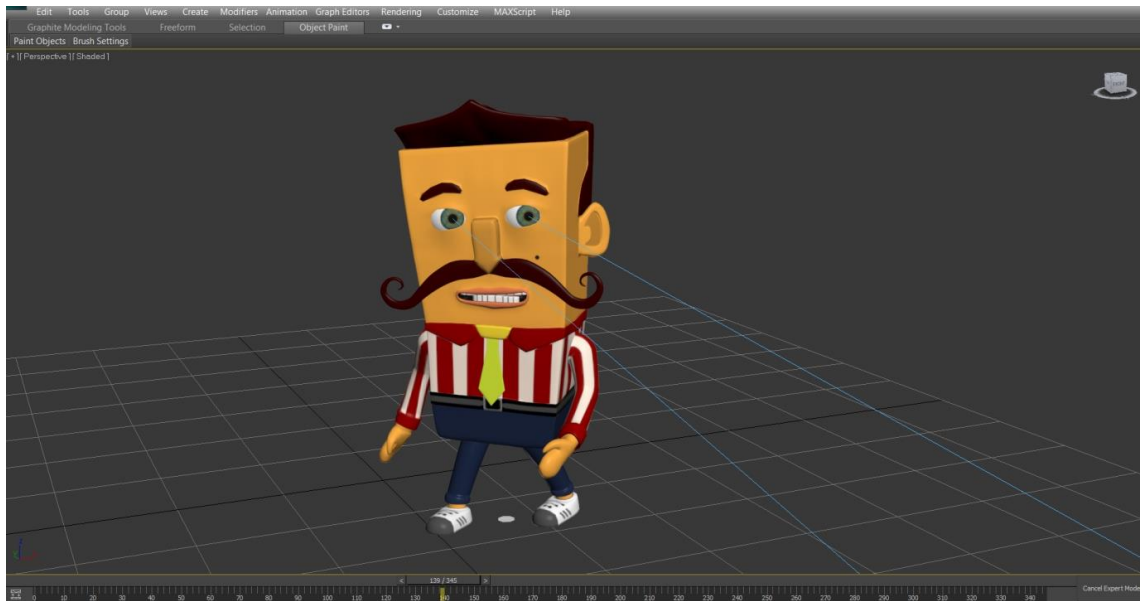 Edit Tools Group Views Create Modifiers Animation Graph Editors Rendering Customize MAXScript Help
Graphite Modeling Tools Freeform Selection Object Paint
Paint Objects Brush Settings
[ + ][ Perspective ][ Shaded ]
< 139 / 345 >
0 10 20 30 40 50 60 70 80 90 100 110 120 130 140 150 160 170 180 190 200 210 220 230 240 250 260 270 280 290 300 310 320 330 340
Cancel Expert Mode